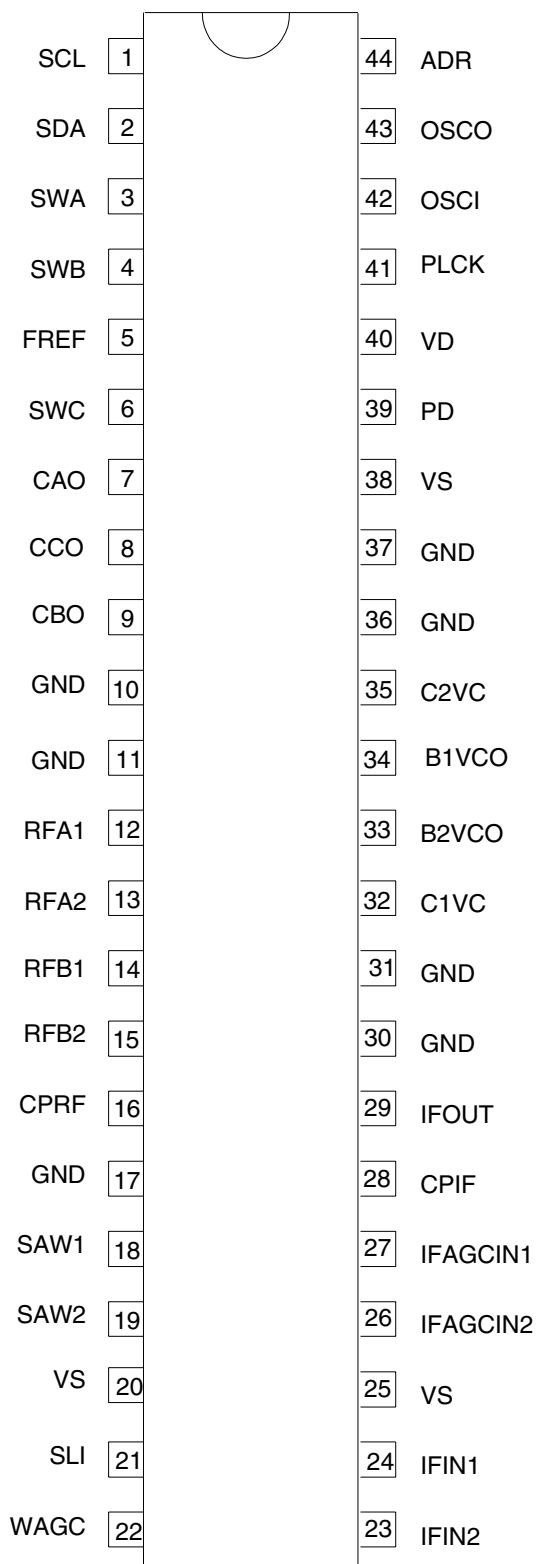 SCL 1 44 ADR
SDA 2 43 OSCO
SWA 3 42 OSCI
SWB 4 41 PLCK
FREF 5 40 VD
SWC 6 39 PD
CAO 7 38 VS
CCO 8 37 GND
CBO 9 36 GND
GND 10 35 C2VC
GND 11 34 B1VCO
RFA1 12 33 B2VCO
RFA2 13 32 C1VC
RFB1 14 31 GND
RFB2 15 30 GND
CPRF 16 29 IFOUT
GND 17 28 CPIF
SAW1 18 27 IFAGCIN1
SAW2 19 26 IFAGCIN2
VS 20 25 VS
SLI 21 24 IFIN1
WAGC 22 23 IFIN2